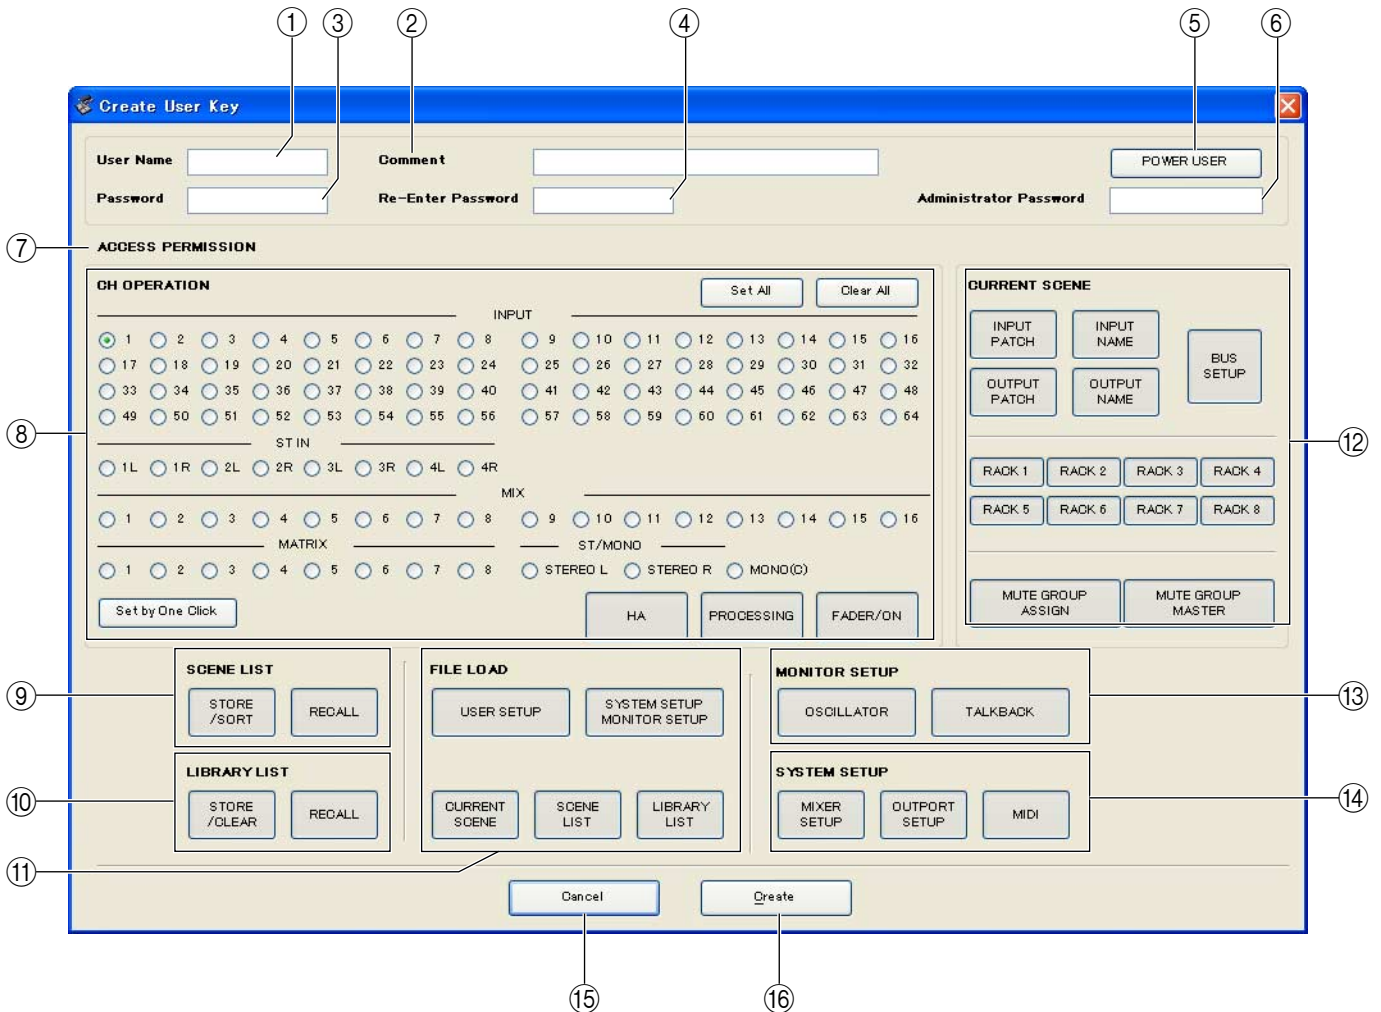 ① ③ ② ④ ⑤ ⑥
Create User Key
User Name Comment POWER USER
Password Re-Enter Password Administrator Password
⑦ ACCESS PERMISSION
CH OPERATION Set All Clear All
INPUT
1 2 3 4 5 6 7 8 9 10 11 12 13 14 15 16
17 18 19 20 21 22 23 24 25 26 27 28 29 30 31 32
33 34 35 36 37 38 39 40 41 42 43 44 45 46 47 48
49 50 51 52 53 54 55 56 57 58 59 60 61 62 63 64
⑧
ST IN
1L 1R 2L 2R 3L 3R 4L 4R
MIX
1 2 3 4 5 6 7 8 9 10 11 12 13 14 15 16
MATRIX ST/MONO
1 2 3 4 5 6 7 8 STEREO L STEREO R MONO(C)
Set by One Click HA PROCESSING FADER/ON
CURRENT SCENE
INPUT
PATCH
INPUT
NAME
BUS
SETUP
OUTPUT
PATCH
OUTPUT
NAME
⑫
RACK 1 RACK 2 RACK 3 RACK 4
RACK 5 RACK 6 RACK 7 RACK 8
MUTE GROUP
ASSIGN
MUTE GROUP
MASTER
⑨
SCENE LIST
STORE
/SORT
RECALL
⑩
LIBRARY LIST
STORE
/CLEAR
RECALL
FILE LOAD
USER SETUP
SYSTEM SETUP
MONITOR SETUP
CURRENT
SCENE
SCENE
LIST
LIBRARY
LIST
⑪
MONITOR SETUP
OSCILLATOR TALKBACK
⑬
SYSTEM SETUP
MIXER
SETUP
OUTPORT
SETUP
MIDI
⑭
Cancel Create
⑮ ⑯